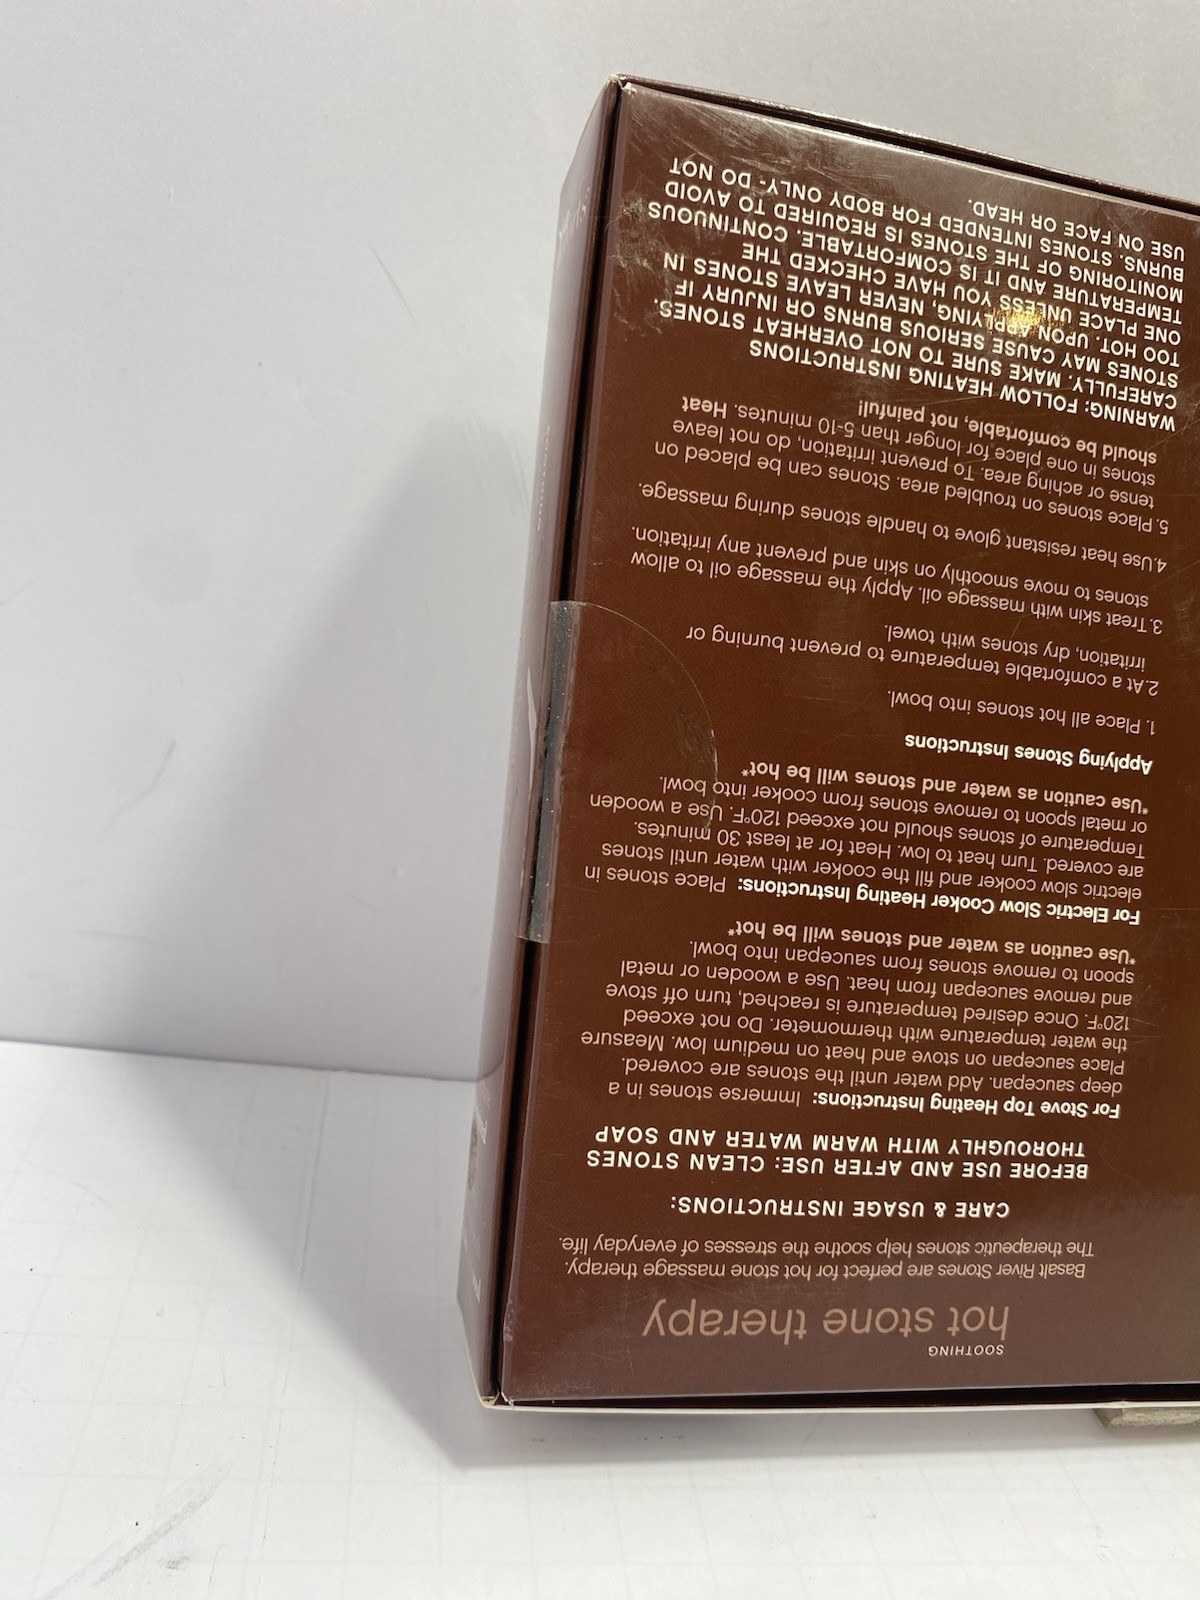 SOOTHING
hot stone therapy
Basalt River Stones are perfect for hot stone massage therapy.
The therapeutic stones help soothe the stresses of everyday life.
CARE & USAGE INSTRUCTIONS:
BEFORE USE AND AFTER USE: CLEAN STONES
THOROUGHLY WITH WARM WATER AND SOAP
For Stove Top Heating Instructions: Immerse stones in a
deep saucepan. Add water until the stones are covered.
Place saucepan on stove and heat on medium low. Measure
the water temperature with thermometer. Do not exceed
120°F. Once desired temperature is reached, turn off stove
and remove saucepan from heat. Use a wooden or metal
spoon to remove stones from saucepan into bowl.
*Use caution as water and stones will be hot*
For Electric Slow Cooker Heating Instructions: Place stones in
electric slow cooker and fill the cooker with water until stones
are covered. Turn heat to low. Heat for at least 30 minutes.
Temperature of stones should not exceed 120°F. Use a wooden
or metal spoon to remove stones from cooker into bowl.
*Use caution as water and stones will be hot*
Applying Stones Instructions
1. Place all hot stones into bowl.
2. At a comfortable temperature to prevent burning or
irritation, dry stones with towel.
3. Treat skin with massage oil. Apply the massage oil to allow
stones to move smoothly on skin and prevent any irritation.
4. Use heat resistant glove to handle stones during massage.
5. Place stones on troubled area. Stones can be placed on
tense or aching area. To prevent irritation, do not leave
stones in one place for longer than 5-10 minutes. Heat
should be comfortable, not painful!
WARNING: FOLLOW HEATING INSTRUCTIONS
CAREFULLY. MAKE SURE TO NOT OVERHEAT STONES
STONES MAY CAUSE SERIOUS BURNS OR INJURY IF
TOO HOT. UPON APPLYING, NEVER LEAVE STONES IN
ONE PLACE UNLESS YOU HAVE CHECKED THE
TEMPERATURE AND IT IS COMFORTABLE. CONTINUOUS
MONITORING OF THE STONES IS REQUIRED TO AVOID
BURNS. STONES INTENDED FOR BODY ONLY- DO NOT
USE ON FACE OR HEAD.